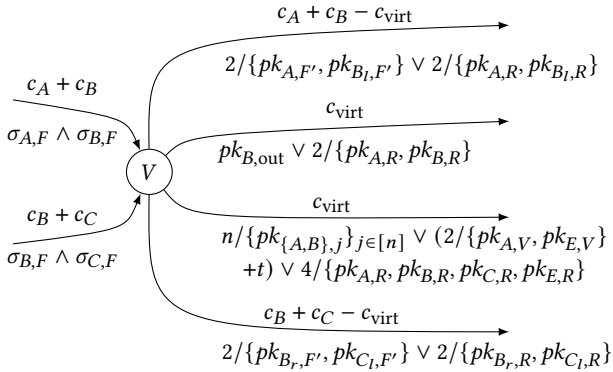 c_A + c_B − c_virt
2/{pk_{A,F′}, pk_{B_l,F′}} ∨ 2/{pk_{A,R}, pk_{B_l,R}}
c_A + c_B
σ_{A,F} ∧ σ_{B,F}
c_virt
pk_{B,out} ∨ 2/{pk_{A,R}, pk_{B,R}}
V
c_B + c_C
σ_{B,F} ∧ σ_{C,F}
c_virt
n/{pk_{{A,B},j}}_{j∈[n]} ∨ (2/{pk_{A,V}, pk_{E,V}}
+t) ∨ 4/{pk_{A,R}, pk_{B,R}, pk_{C,R}, pk_{E,R}}
c_B + c_C − c_virt
2/{pk_{B_r,F′}, pk_{C_l,F′}} ∨ 2/{pk_{B_r,R}, pk_{C_l,R}}